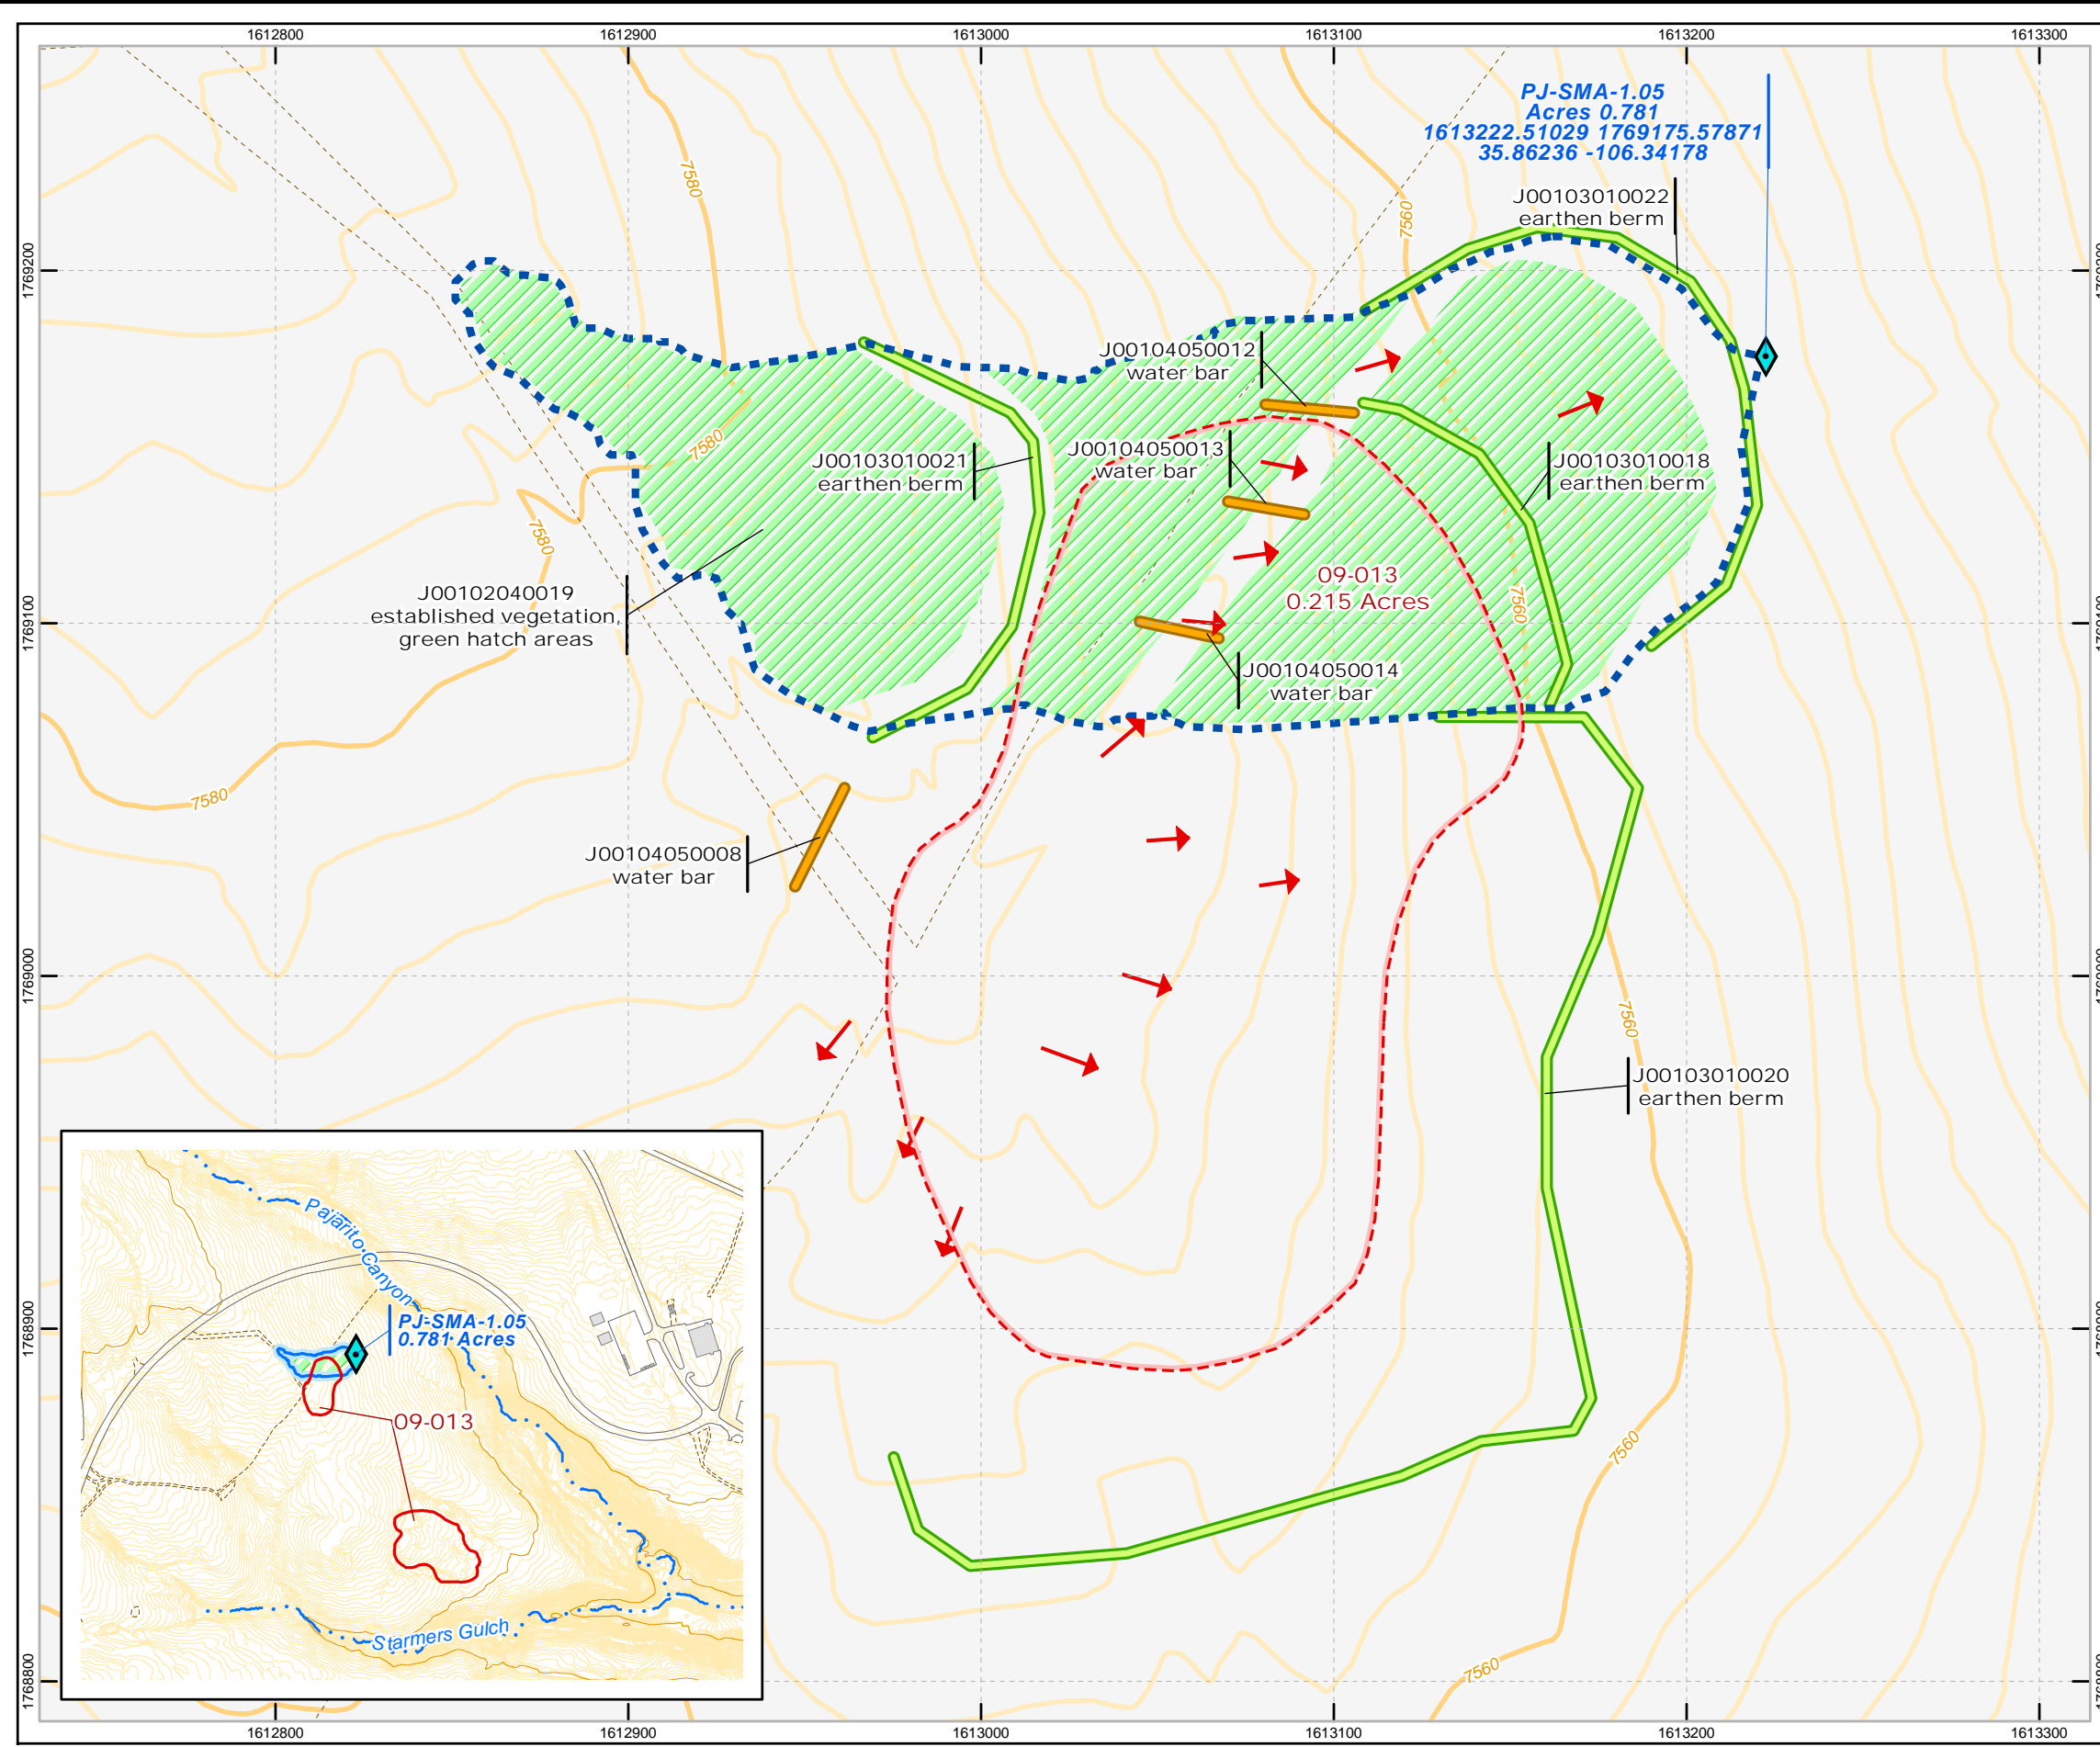 1612800
1612900
1613000
1613100
1613200
1613300
PJ-SMA-1.05
Acres 0.781
1613222.51029 1769175.57871
35.86236 -106.34178
7580
7560
J00103010022
earthen berm
1769200
J00104050012
water bar
7580
J00103010021
earthen berm
J00104050013
water bar
J00103010018
earthen berm
7580
09-013
0.215 Acres
7560
J00102040019
established vegetation,
green hatch areas
1769100
J00104050014
water bar
7580
J00104050008
water bar
1769000
7560
J00103010020
earthen berm
Pajarito Canyon
PJ-SMA-1.05
0.781 Acres
09-013
Starmers Gulch
1768900
7560
7560
1768800
1612800
1612900
1613000
1613100
1613200
1613300